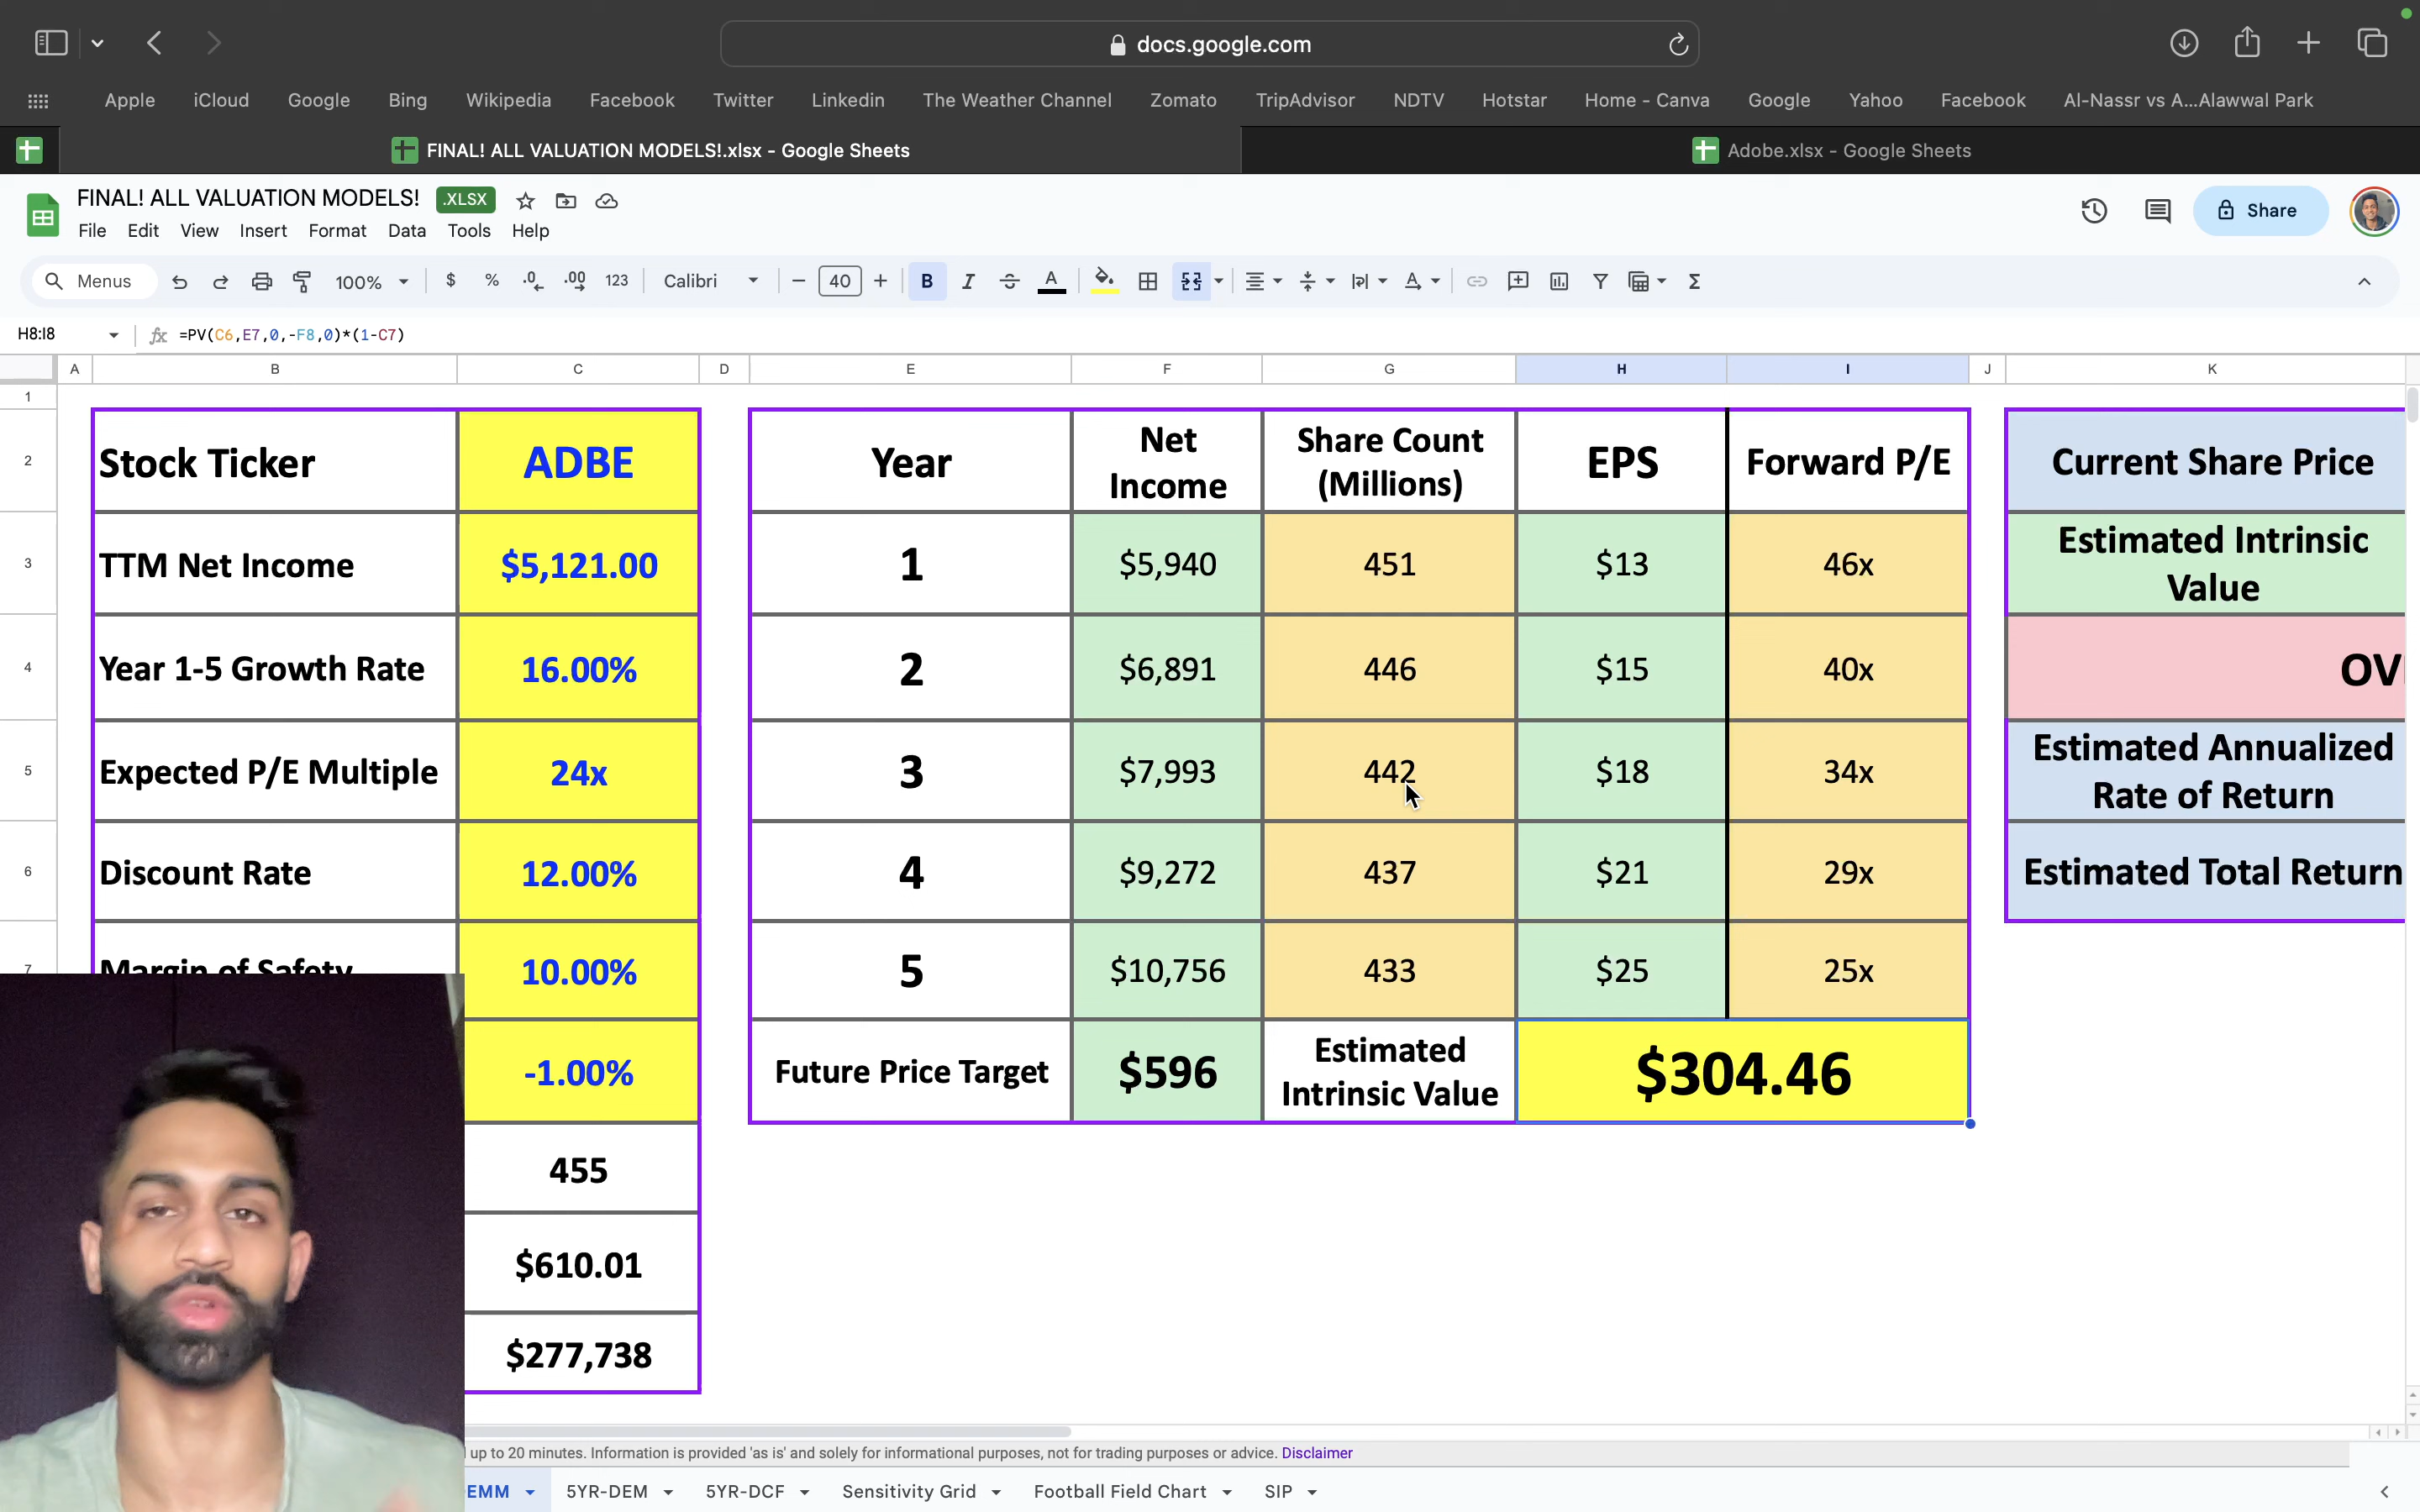 docs.google.com
Apple iCloud Google Bing Wikipedia Facebook Twitter Linkedin The Weather Channel Zomato TripAdvisor NDTV Hotstar Home - Canva Google Yahoo Facebook Al-Nassr vs A...Alawwal Park
FINAL! ALL VALUATION MODELS!.xlsx - Google Sheets
Adobe.xlsx - Google Sheets
FINAL! ALL VALUATION MODELS! .XLSX
File Edit View Insert Format Data Tools Help
Share
Menus 100% $ % .0 .00 123 Calibri 40 B I A
H8:I8 fx =PV(C6,E7,0,-F8,0)*(1-C7)
A B C D E F G H I J K
1
2
3
4
5
6
7
Stock Ticker ADBE
TTM Net Income $5,121.00
Year 1-5 Growth Rate 16.00%
Expected P/E Multiple 24x
Discount Rate 12.00%
Margin of Safety 10.00%
-1.00%
455
$610.01
$277,738
Year Net Income Share Count (Millions) EPS Forward P/E
1 $5,940 451 $13 46x
2 $6,891 446 $15 40x
3 $7,993 442 $18 34x
4 $9,272 437 $21 29x
5 $10,756 433 $25 25x
Future Price Target $596 Estimated Intrinsic Value $304.46
Current Share Price
Estimated Intrinsic
Value
OV
Estimated Annualized
Rate of Return
Estimated Total Return
up to 20 minutes. Information is provided 'as is' and solely for informational purposes, not for trading purposes or advice. Disclaimer
EMM 5YR-DEM 5YR-DCF Sensitivity Grid Football Field Chart SIP